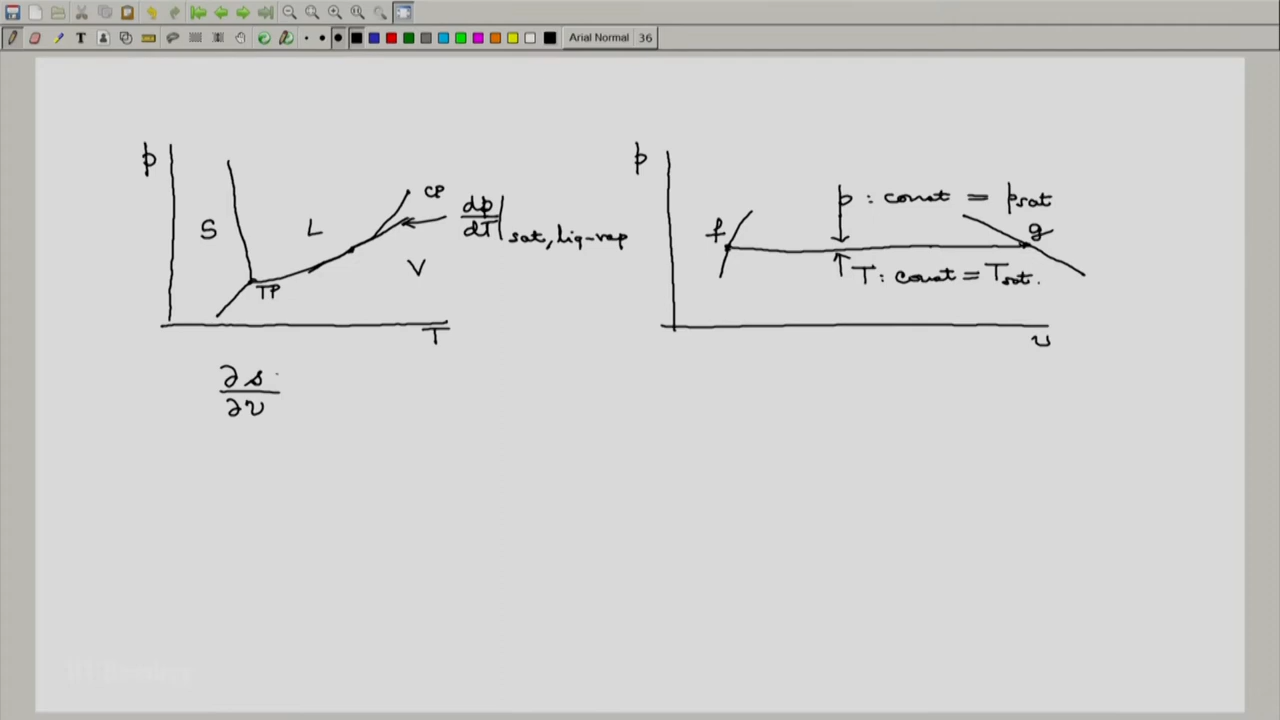 Arial Normal 36
p
S
L
V
CP
TP
T
dp/dT|sat, liq-vap
p
f
g
p : const = psat
T : const = Tsat.
v
∂s
∂v